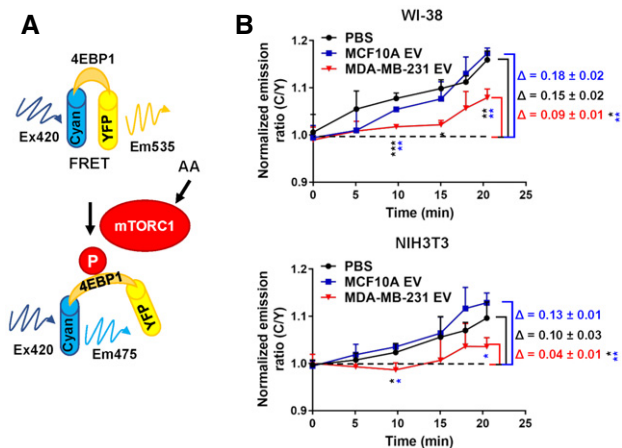 A
4EBP1
Cyan
YFP
Ex420
Em535
FRET
AA
mTORC1
P
4EBP1
Cyan
YFP
Ex420
Em475
B
WI-38
Normalized emission
ratio (C/Y)
1.2
1.1
1.0
0.9
PBS
MCF10A EV
MDA-MB-231 EV
Δ = 0.18 ± 0.02
Δ = 0.15 ± 0.02
Δ = 0.09 ± 0.01
**
**
***
**
*
**
**
0 5 10 15 20 25
Time (min)
NIH3T3
Normalized emission
ratio (C/Y)
1.2
1.1
1.0
0.9
PBS
MCF10A EV
MDA-MB-231 EV
Δ = 0.13 ± 0.01
Δ = 0.10 ± 0.03
Δ = 0.04 ± 0.01
*
**
* *
*
0 5 10 15 20 25
Time (min)